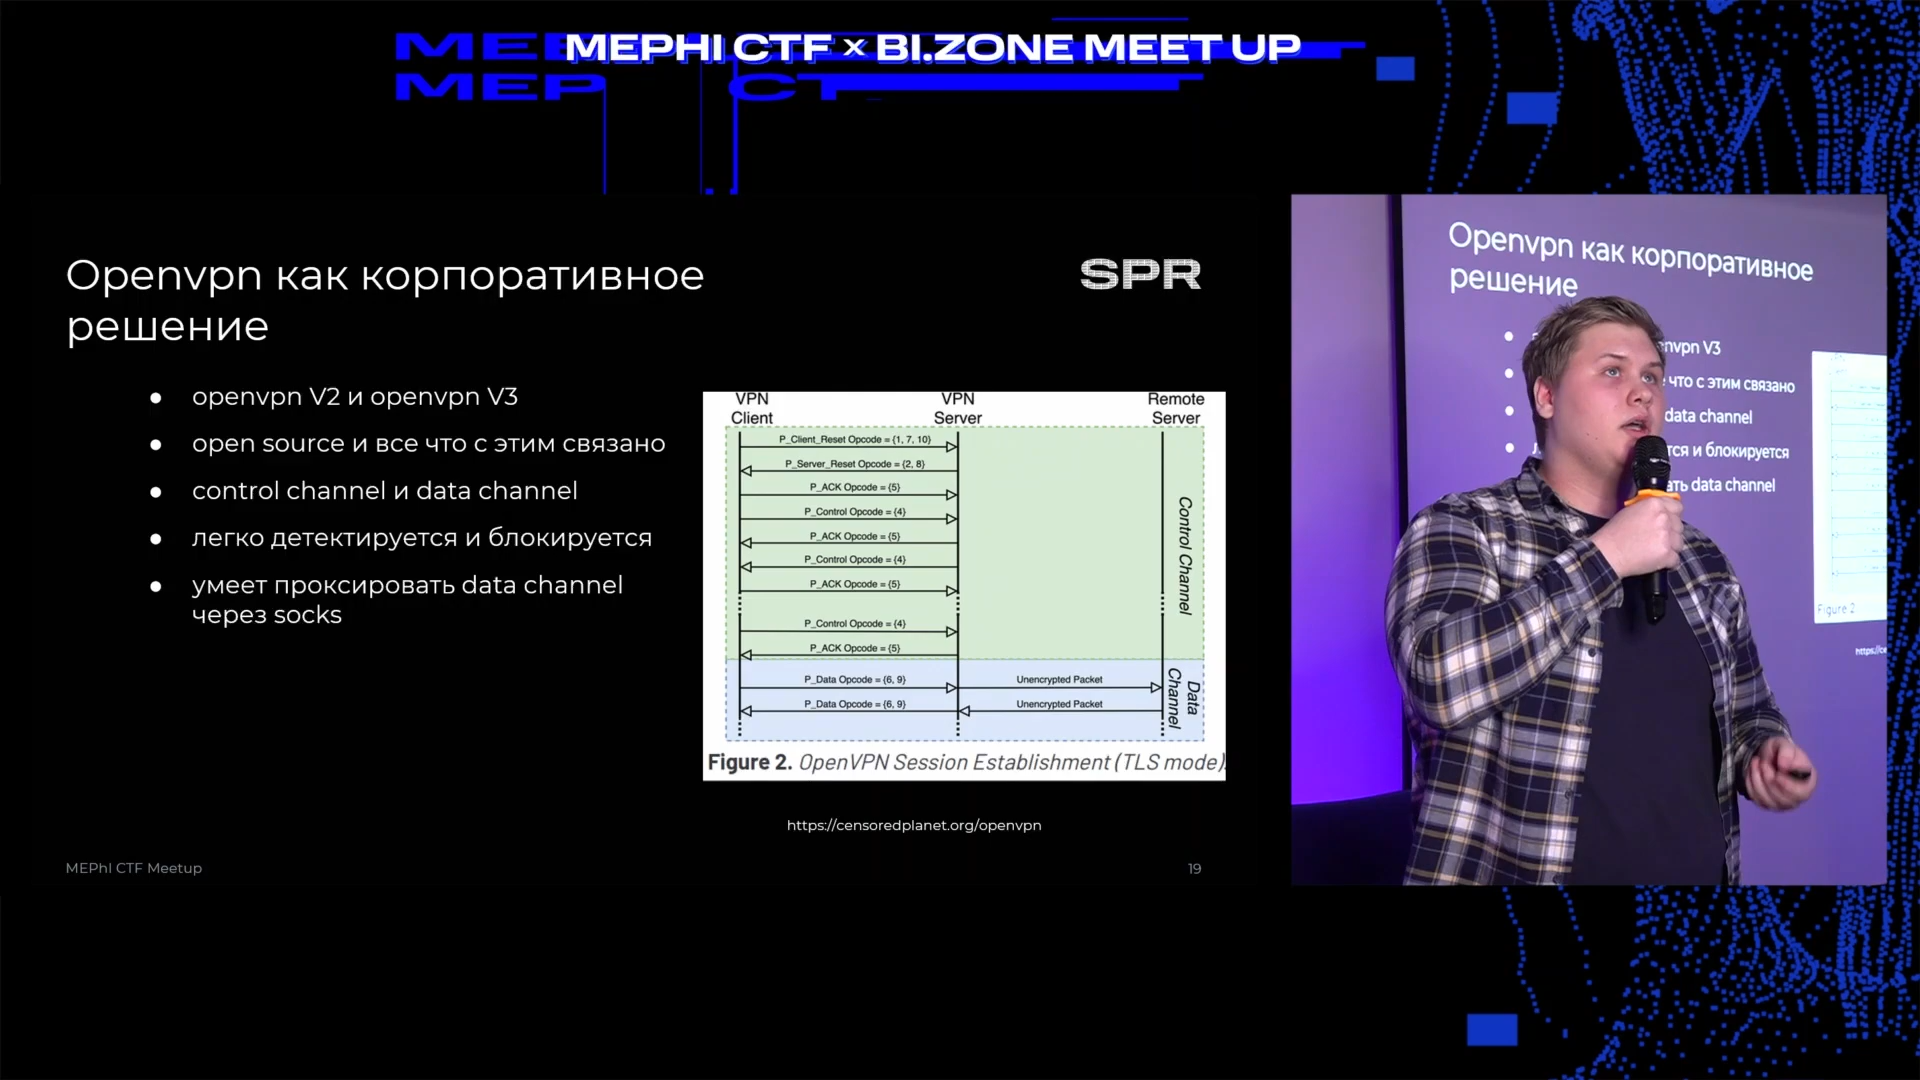 MEPHI CTF x BI.ZONE MEET UP
Openvpn как корпоративное
решение
SPR
● openvpn V2 и openvpn V3
● open source и все что с этим связано
● control channel и data channel
● легко детектируется и блокируется
● умеет проксировать data channel
через socks
VPN
Client
VPN
Server
Remote
Server
P_Client_Reset Opcode = {1, 7, 10}
P_Server_Reset Opcode = {2, 8}
P_ACK Opcode = {5}
P_Control Opcode = {4}
P_ACK Opcode = {5}
P_Control Opcode = {4}
P_ACK Opcode = {5}
P_Control Opcode = {4}
P_ACK Opcode = {5}
Control Channel
P_Data Opcode = {6, 9}
Unencrypted Packet
P_Data Opcode = {6, 9}
Unencrypted Packet
Data
Channel
Figure 2. OpenVPN Session Establishment (TLS mode).
https://censoredplanet.org/openvpn
MEPhI CTF Meetup
19
Openvpn как корпоративное
решение
V3
что с этим связано
data channel
и блокируется
data channel
Figure 2